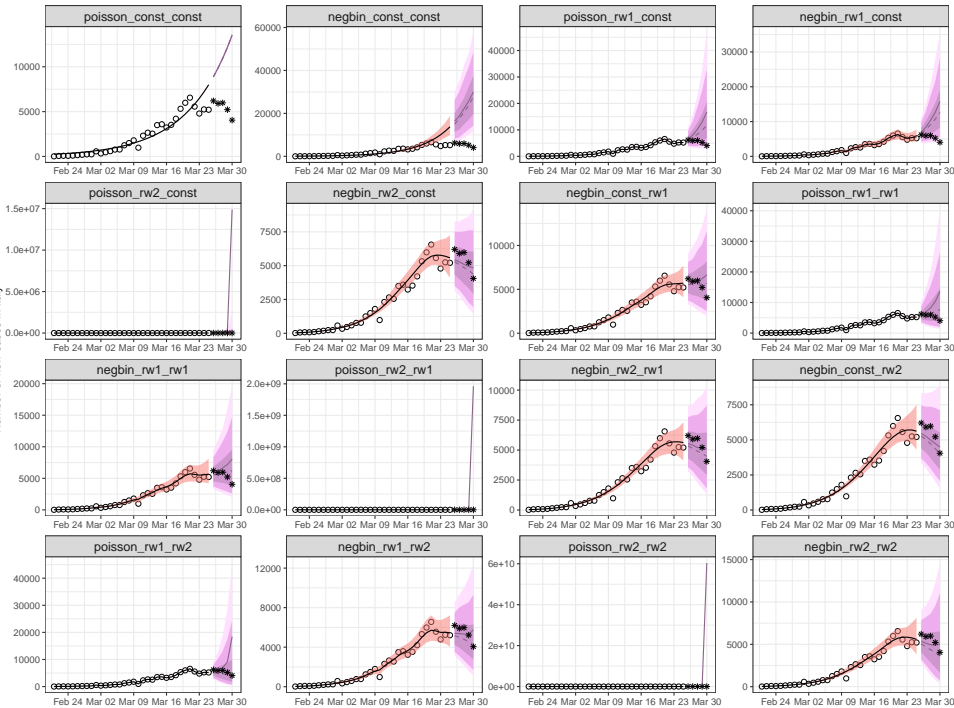 poisson_const_const negbin_const_const poisson_rw1_const negbin_rw1_const
10000 5000 0
60000 40000 20000 0
40000 30000 20000 10000 0
30000 20000 10000 0
Feb 24 Mar 02 Mar 09 Mar 16 Mar 23 Mar 30 Feb 24 Mar 02 Mar 09 Mar 16 Mar 23 Mar 30 Feb 24 Mar 02 Mar 09 Mar 16 Mar 23 Mar 30 Feb 24 Mar 02 Mar 09 Mar 16 Mar 23 Mar 30
poisson_rw2_const negbin_rw2_const negbin_const_rw1 poisson_rw1_rw1
1.5e+07 1.0e+07 5.0e+06 0.0e+00
7500 5000 2500 0
10000 5000 0
40000 30000 20000 10000 0
Feb 24 Mar 02 Mar 09 Mar 16 Mar 23 Mar 30 Feb 24 Mar 02 Mar 09 Mar 16 Mar 23 Mar 30 Feb 24 Mar 02 Mar 09 Mar 16 Mar 23 Mar 30 Feb 24 Mar 02 Mar 09 Mar 16 Mar 23 Mar 30
negbin_rw1_rw1 poisson_rw2_rw1 negbin_rw2_rw1 negbin_const_rw2
20000 15000 10000 5000 0
2.0e+09 1.5e+09 1.0e+09 5.0e+08 0.0e+00
10000 7500 5000 2500 0
7500 5000 2500 0
Feb 24 Mar 02 Mar 09 Mar 16 Mar 23 Mar 30 Feb 24 Mar 02 Mar 09 Mar 16 Mar 23 Mar 30 Feb 24 Mar 02 Mar 09 Mar 16 Mar 23 Mar 30 Feb 24 Mar 02 Mar 09 Mar 16 Mar 23 Mar 30
poisson_rw1_rw2 negbin_rw1_rw2 poisson_rw2_rw2 negbin_rw2_rw2
40000 30000 20000 10000 0
12000 8000 4000 0
6e+10 4e+10 2e+10 0e+00
15000 10000 5000 0
Feb 24 Mar 02 Mar 09 Mar 16 Mar 23 Mar 30 Feb 24 Mar 02 Mar 09 Mar 16 Mar 23 Mar 30 Feb 24 Mar 02 Mar 09 Mar 16 Mar 23 Mar 30 Feb 24 Mar 02 Mar 09 Mar 16 Mar 23 Mar 30